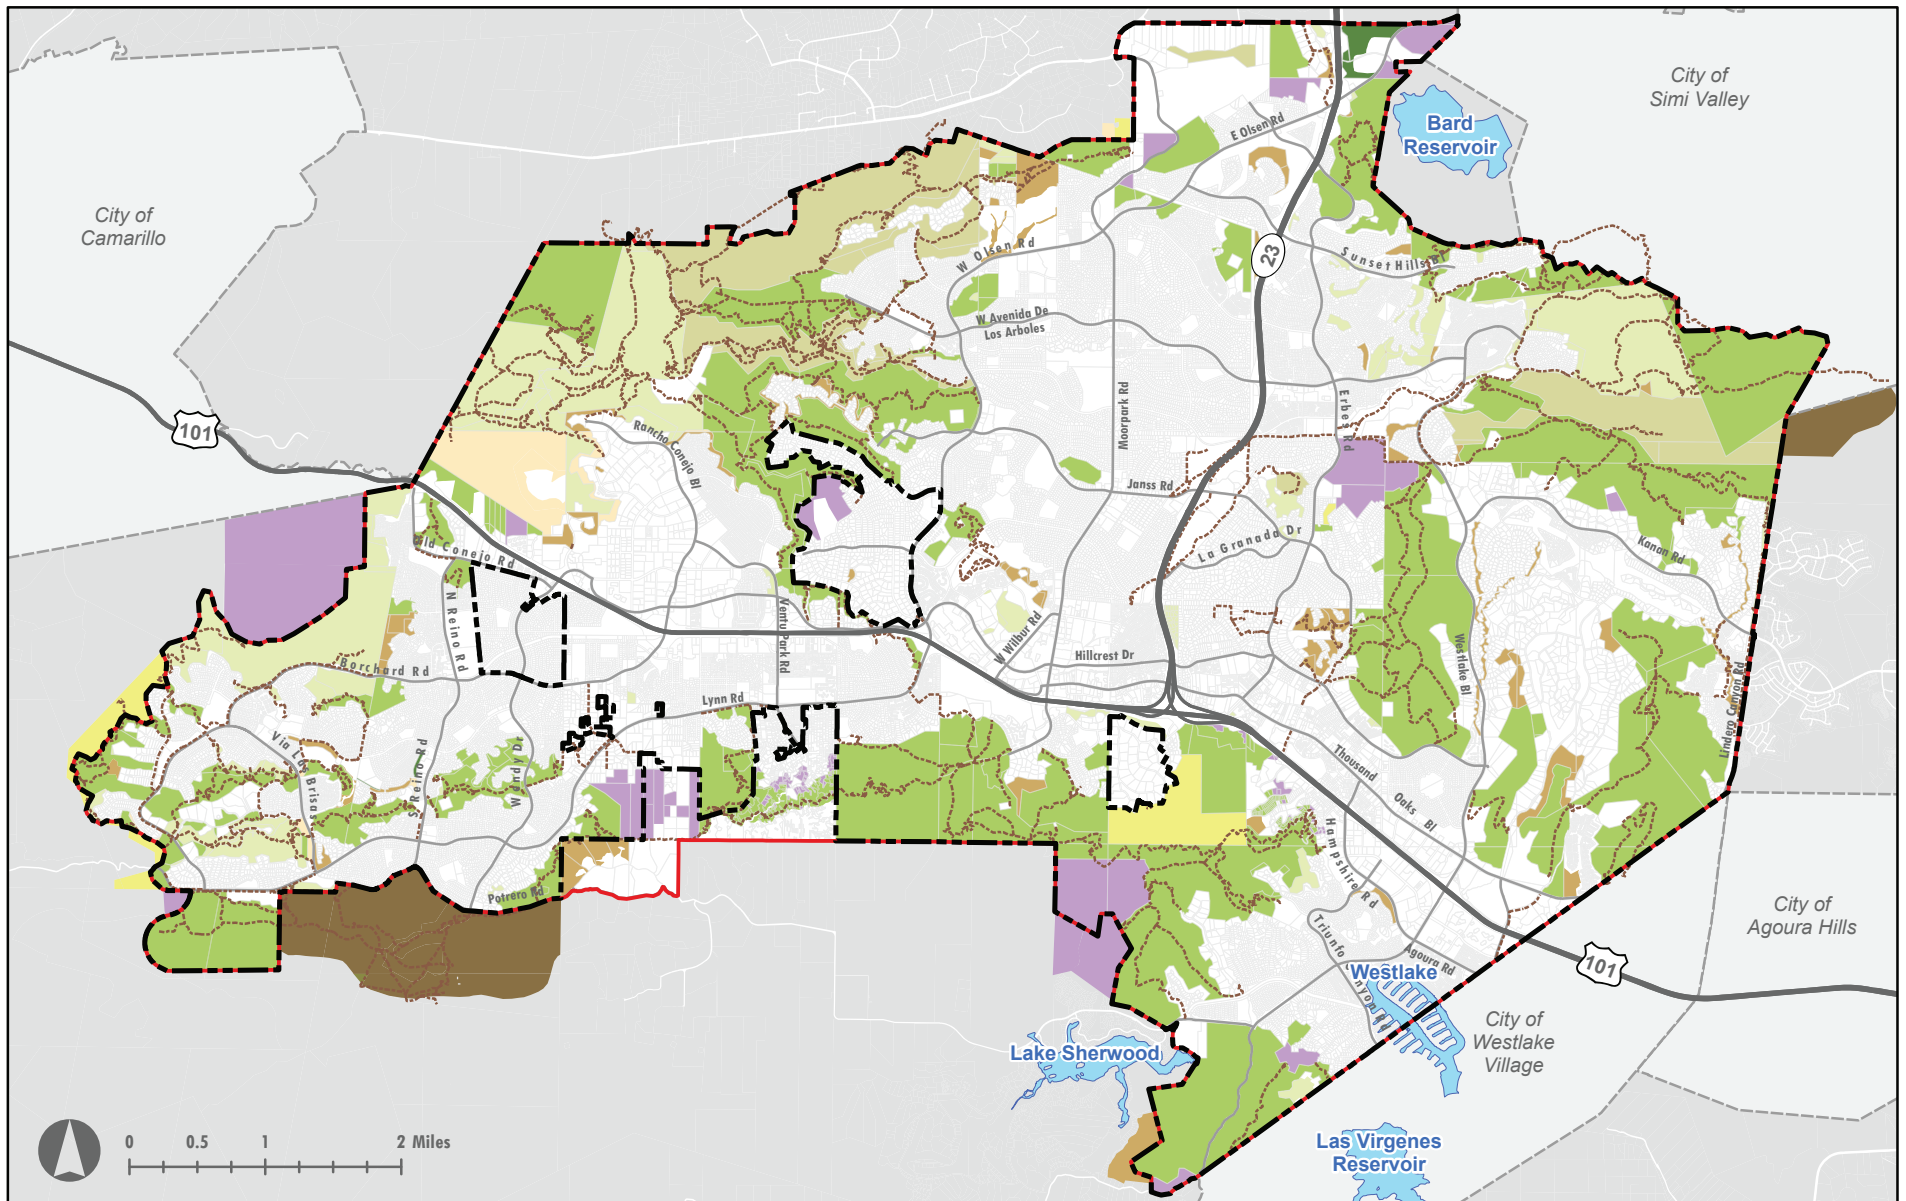 City of
Simi Valley
Bard
Reservoir
E Olsen Rd
City of
Camarillo
23
W Olsen Rd
Sunset Hills Bl
W Avenida De
Los Arboles
Moorpark Rd
Erbes Rd
101
Rancho Conejo Bl
Janss Rd
La Granada Dr
Kanan Rd
Old Conejo Rd
N Reino Rd
Ventu Park Rd
W Wilbur Rd
Hillcrest Dr
Westlake Bl
Borchard Rd
Lynn Rd
Lindero Canyon Rd
Via Las Brisas
S Reino Rd
Wendy Dr
Thousand
Oaks Bl
Hampshire Rd
Potrero Rd
City of
Agoura Hills
Triunfo Canyon Rd
Agoura Rd
101
Westlake
City of
Westlake
Village
Lake Sherwood
Las Virgenes
Reservoir
0 0.5 1 2 Miles